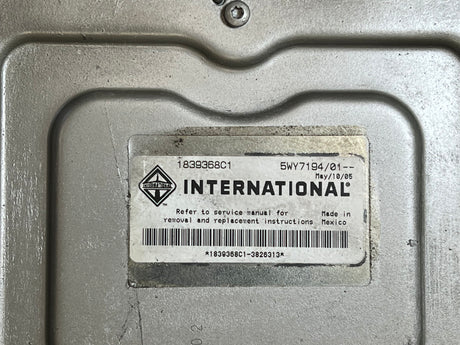 1839368C1 5WY7194/01--
May/10/05
INTERNATIONAL®
Refer to service manual for Made in
removal and replacement instructions Mexico
*1839368C1-3826313*
02